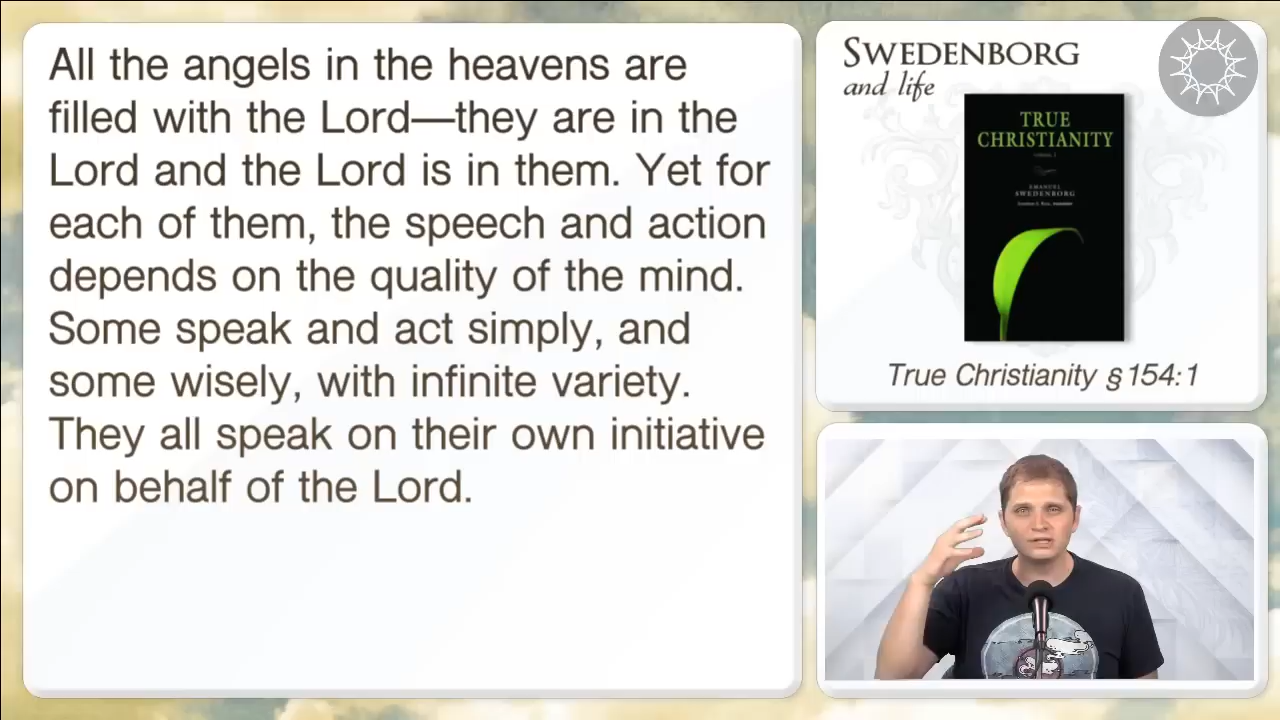 All the angels in the heavens are
filled with the Lord—they are in the
Lord and the Lord is in them. Yet for
each of them, the speech and action
depends on the quality of the mind.
Some speak and act simply, and
some wisely, with infinite variety.
They all speak on their own initiative
on behalf of the Lord.
SWEDENBORG
and life
TRUE
CHRISTIANITY
EMANUEL
SWEDENBORG
True Christianity § 154:1